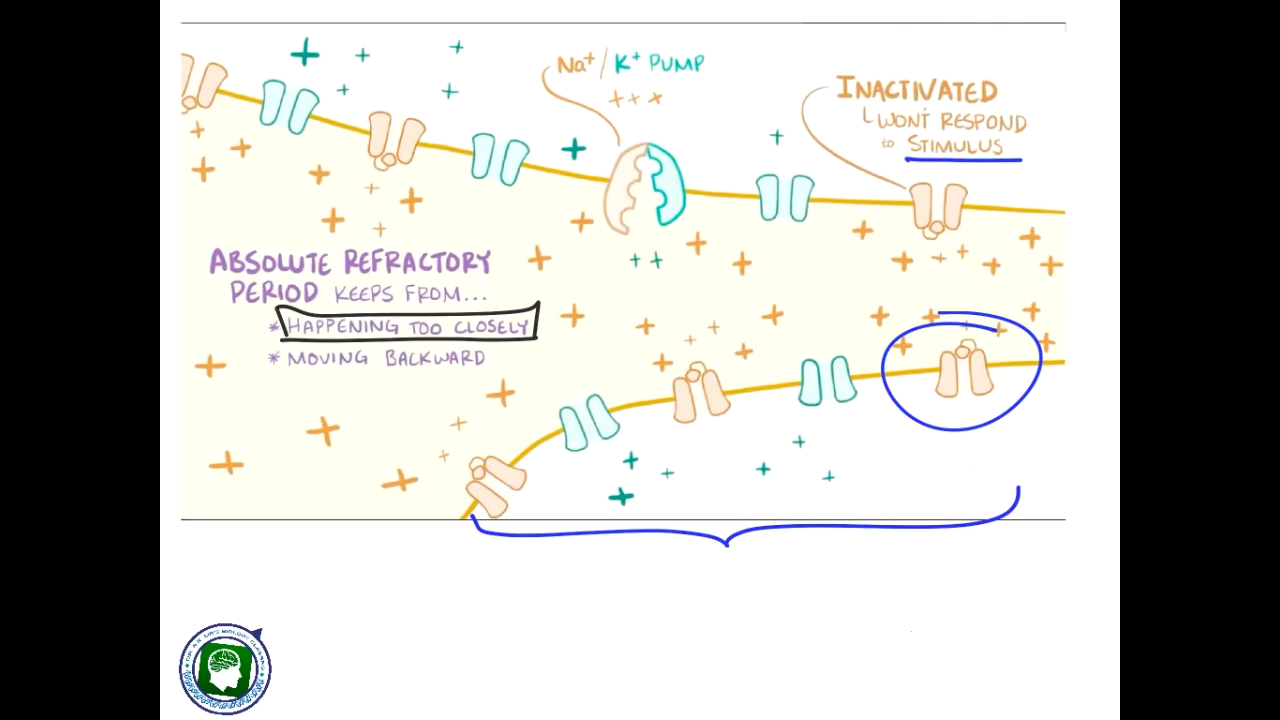 Na+/K+ PUMP
INACTIVATED
WON'T RESPOND
to STIMULUS
ABSOLUTE REFRACTORY
PERIOD KEEPS FROM...
* HAPPENING TOO CLOSELY
* MOVING BACKWARD